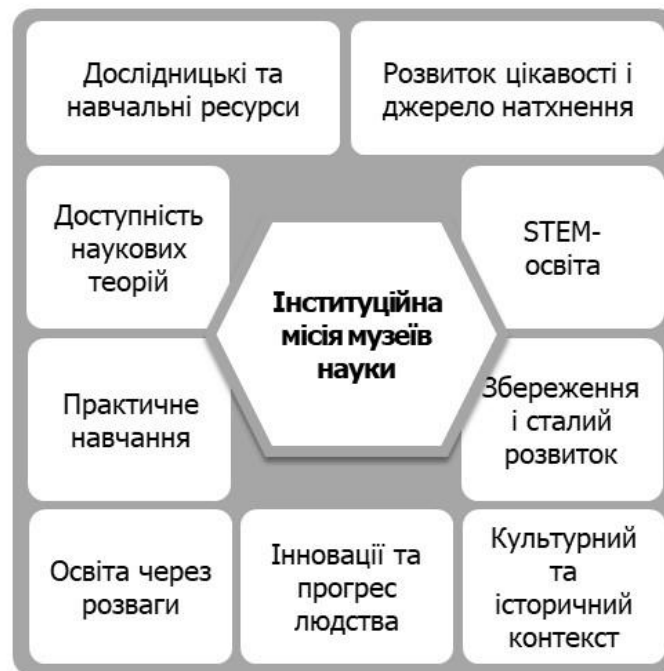 Дослідницькі та
навчальні ресурси
Розвиток цікавості і
джерело натхнення
Доступність
наукових
теорій
STEM-
освіта
Інституційна
місія музеїв
науки
Практичне
навчання
Збереження
і сталий
розвиток
Освіта через
розваги
Інновації та
прогрес
людства
Культурний
та
історичний
контекст